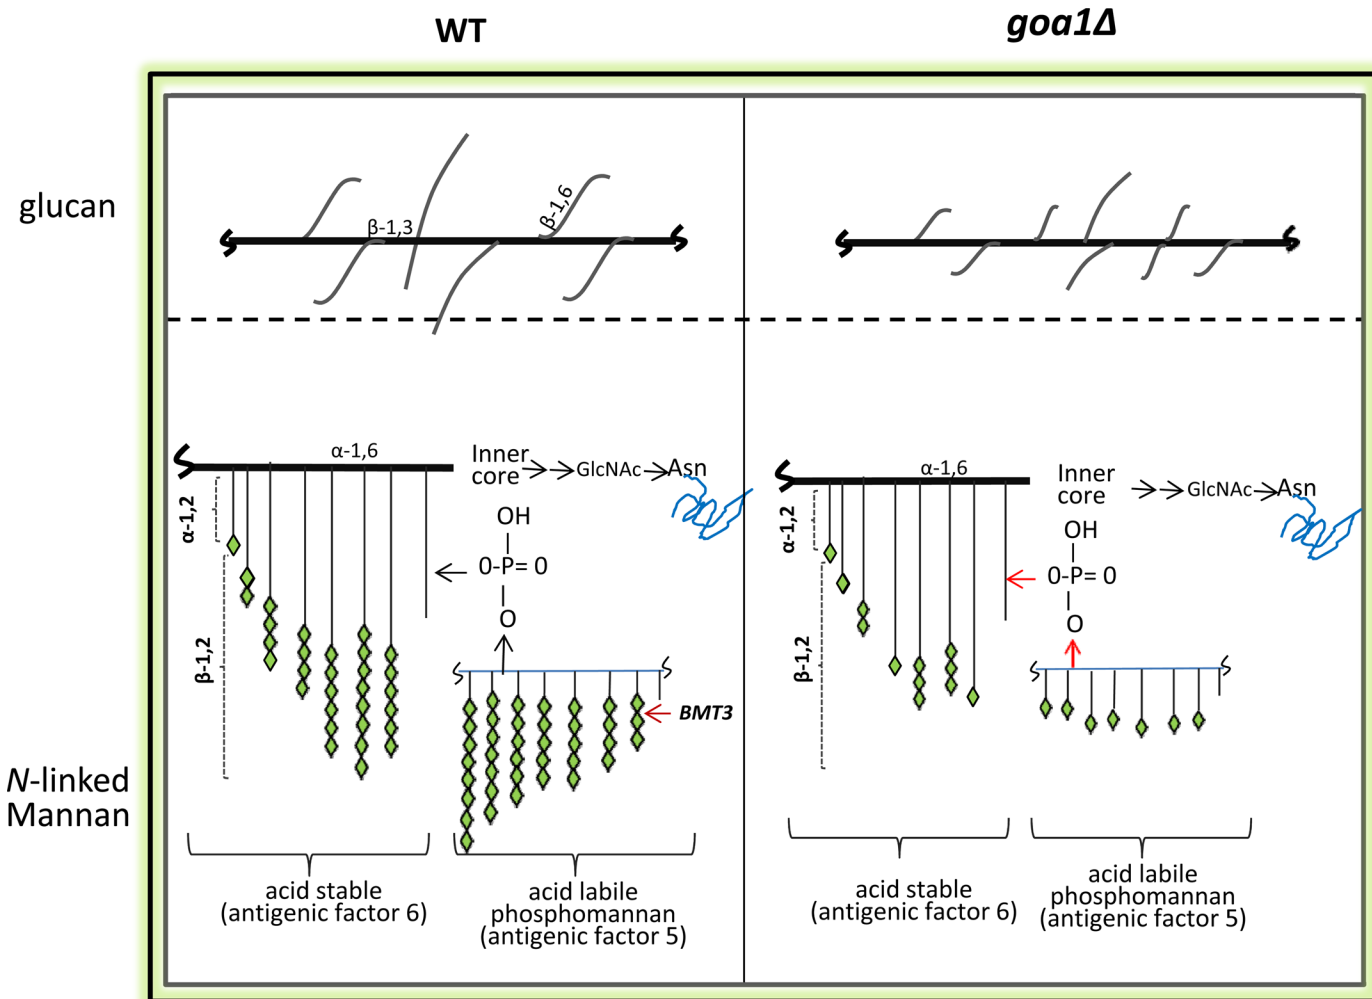 WT
goa1Δ
glucan
β-1,3
β-1,6
α-1,6
Inner
core
GlcNAc
Asn
α-1,2
β-1,2
OH
0-P= 0
O
BMT3
α-1,6
Inner
core
GlcNAc
Asn
α-1,2
β-1,2
OH
0-P= 0
O
N-linked
Mannan
acid stable
(antigenic factor 6)
acid labile
phosphomannan
(antigenic factor 5)
acid stable
(antigenic factor 6)
acid labile
phosphomannan
(antigenic factor 5)